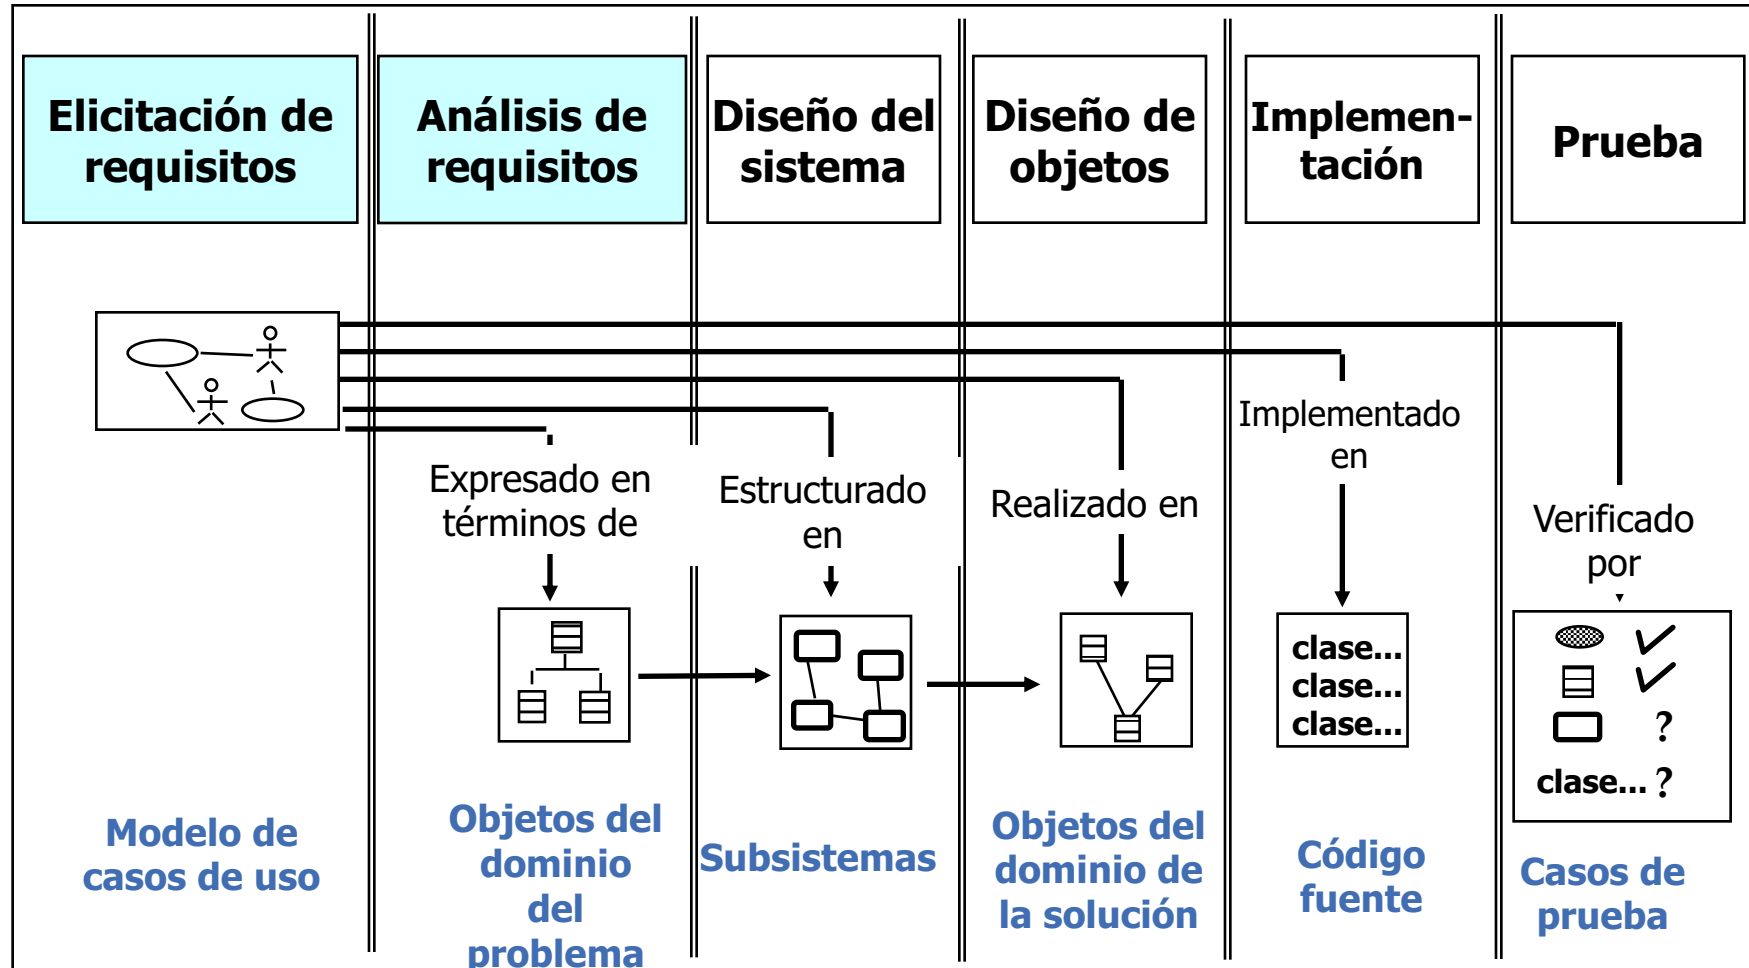 Elicitación de
requisitos
Análisis de
requisitos
Diseño del
sistema
Diseño de
objetos
Implemen-
tación
Prueba
Expresado en
términos de
Estructurado
en
Realizado en
Implementado
en
Verificado
por
clase...
clase...
clase...
?
clase... ?
Modelo de
casos de uso
Objetos del
dominio
del
problema
Subsistemas
Objetos del
dominio de
la solución
Código
fuente
Casos de
prueba